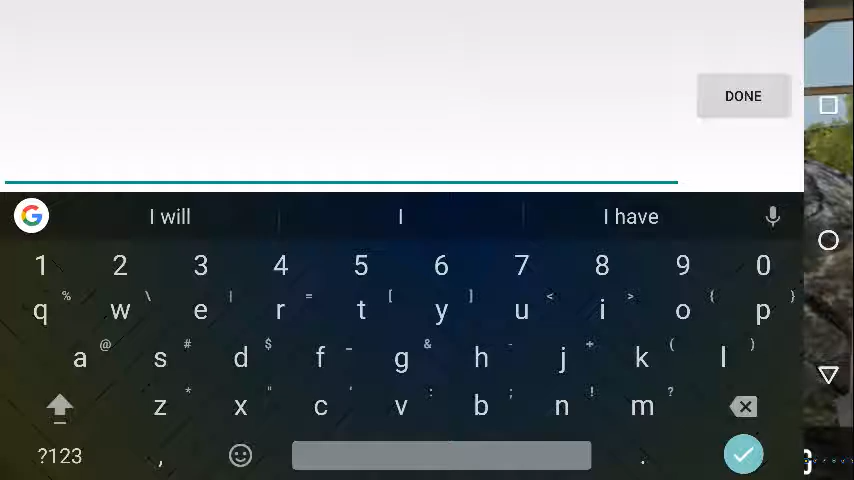 DONE
G I will I I have
1 2 3 4 5 6 7 8 9 0
% \ | = [ ] < > { }
q w e r t y u i o p
@ # $ _ & - + ( )
a s d f g h j k l
* " ' : ; ! ?
z x c v b n m
?123 , .